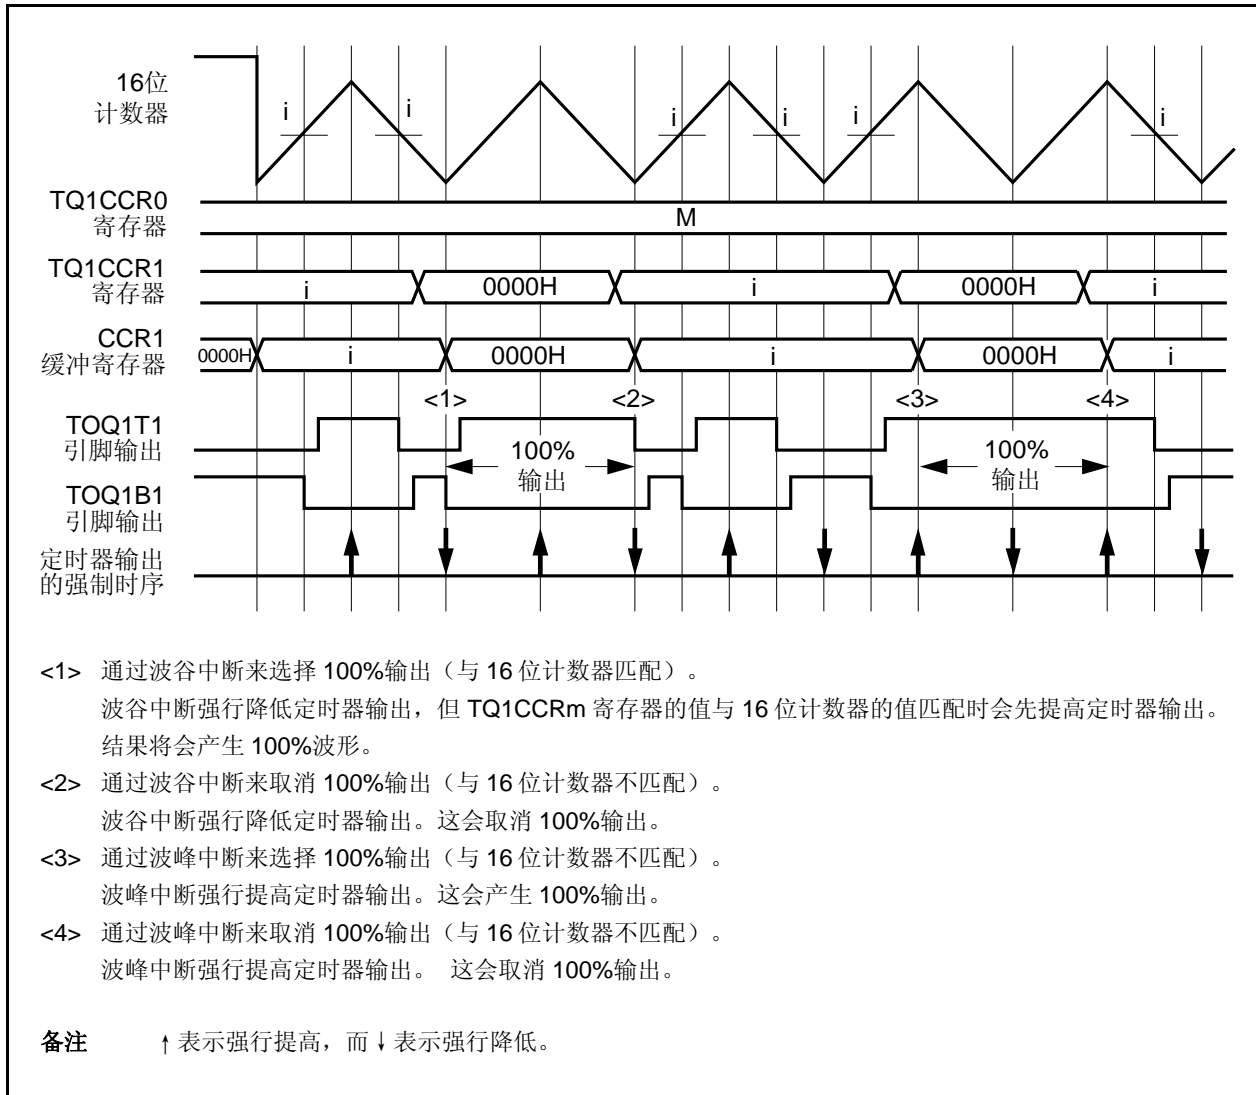 16位
计数器
i
i
i
i
i
i
TQ1CCR0
寄存器
M
TQ1CCR1
寄存器
i
0000H
i
0000H
i
CCR1
缓冲寄存器
0000H
i
0000H
i
0000H
i
<1>
<2>
<3>
<4>
TOQ1T1
引脚输出
100%
输出
100%
输出
TOQ1B1
引脚输出
定时器输出
的强制时序
<1> 通过波谷中断来选择 100%输出（与 16 位计数器匹配）。
波谷中断强行降低定时器输出，但 TQ1CCRm 寄存器的值与 16 位计数器的值匹配时会先提高定时器输出。
结果将会产生 100%波形。
<2> 通过波谷中断来取消 100%输出（与 16 位计数器不匹配）。
波谷中断强行降低定时器输出。这会取消 100%输出。
<3> 通过波峰中断来选择 100%输出（与 16 位计数器不匹配）。
波峰中断强行提高定时器输出。这会产生 100%输出。
<4> 通过波峰中断来取消 100%输出（与 16 位计数器不匹配）。
波峰中断强行提高定时器输出。 这会取消 100%输出。
备注 ↑表示强行提高，而↓表示强行降低。